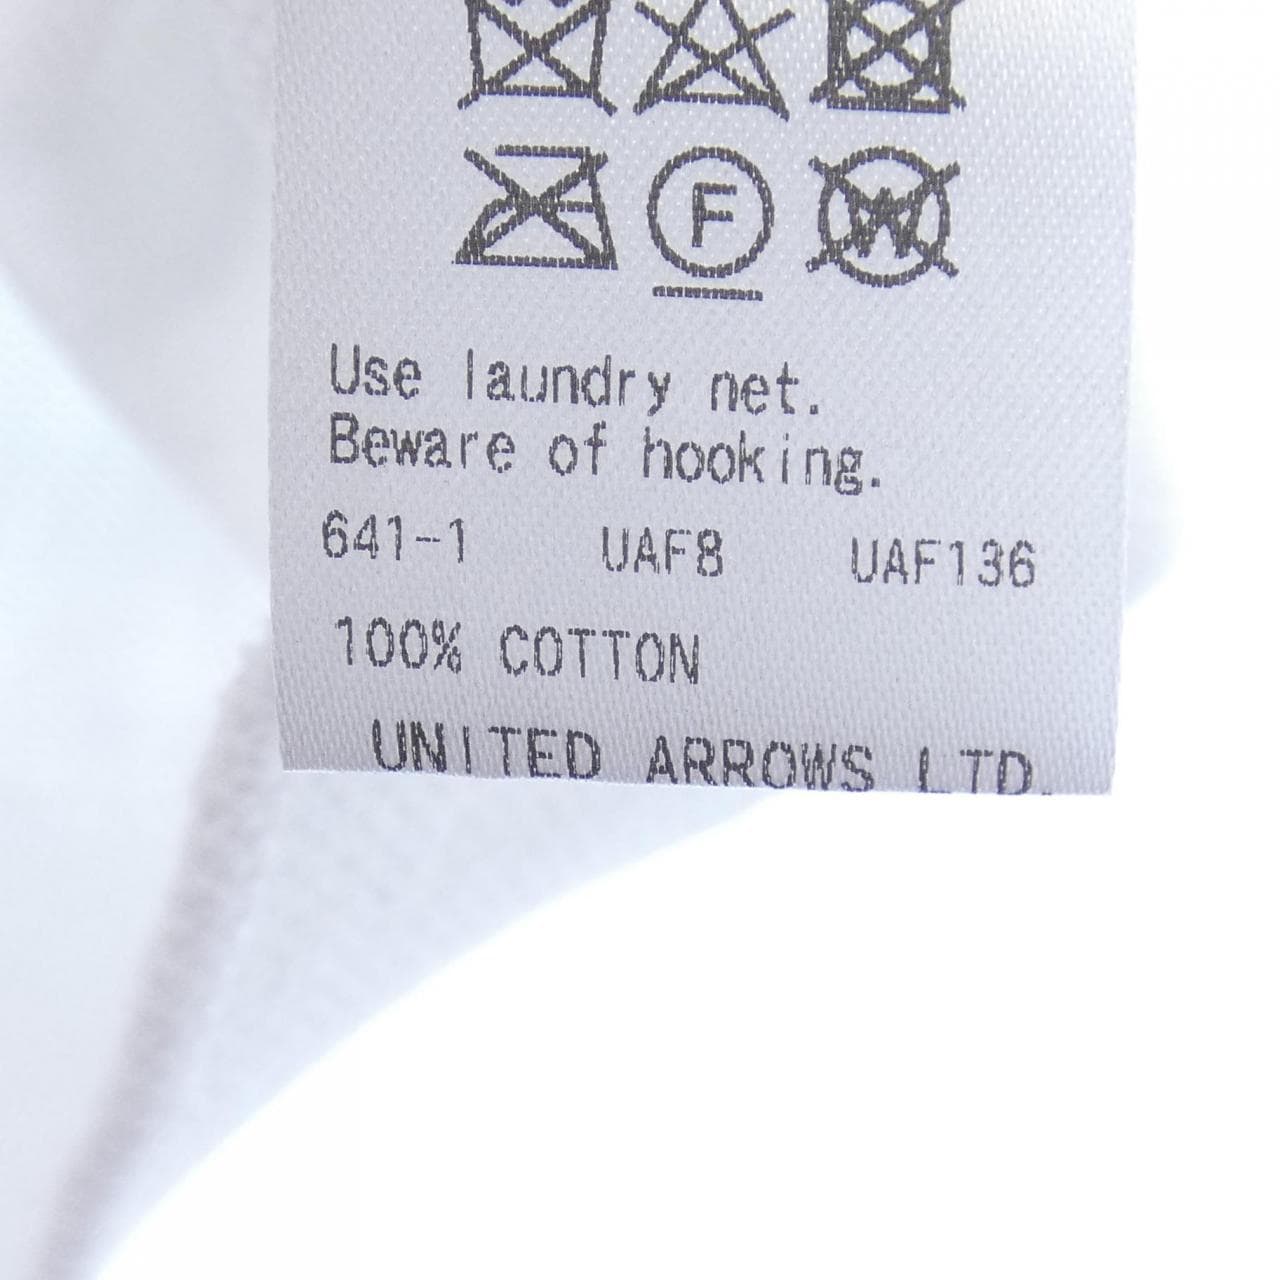 F W
Use laundry net.
Beware of hooking.
641-1 UAF8 UAF136
100% COTTON
UNITED ARROWS LTD.